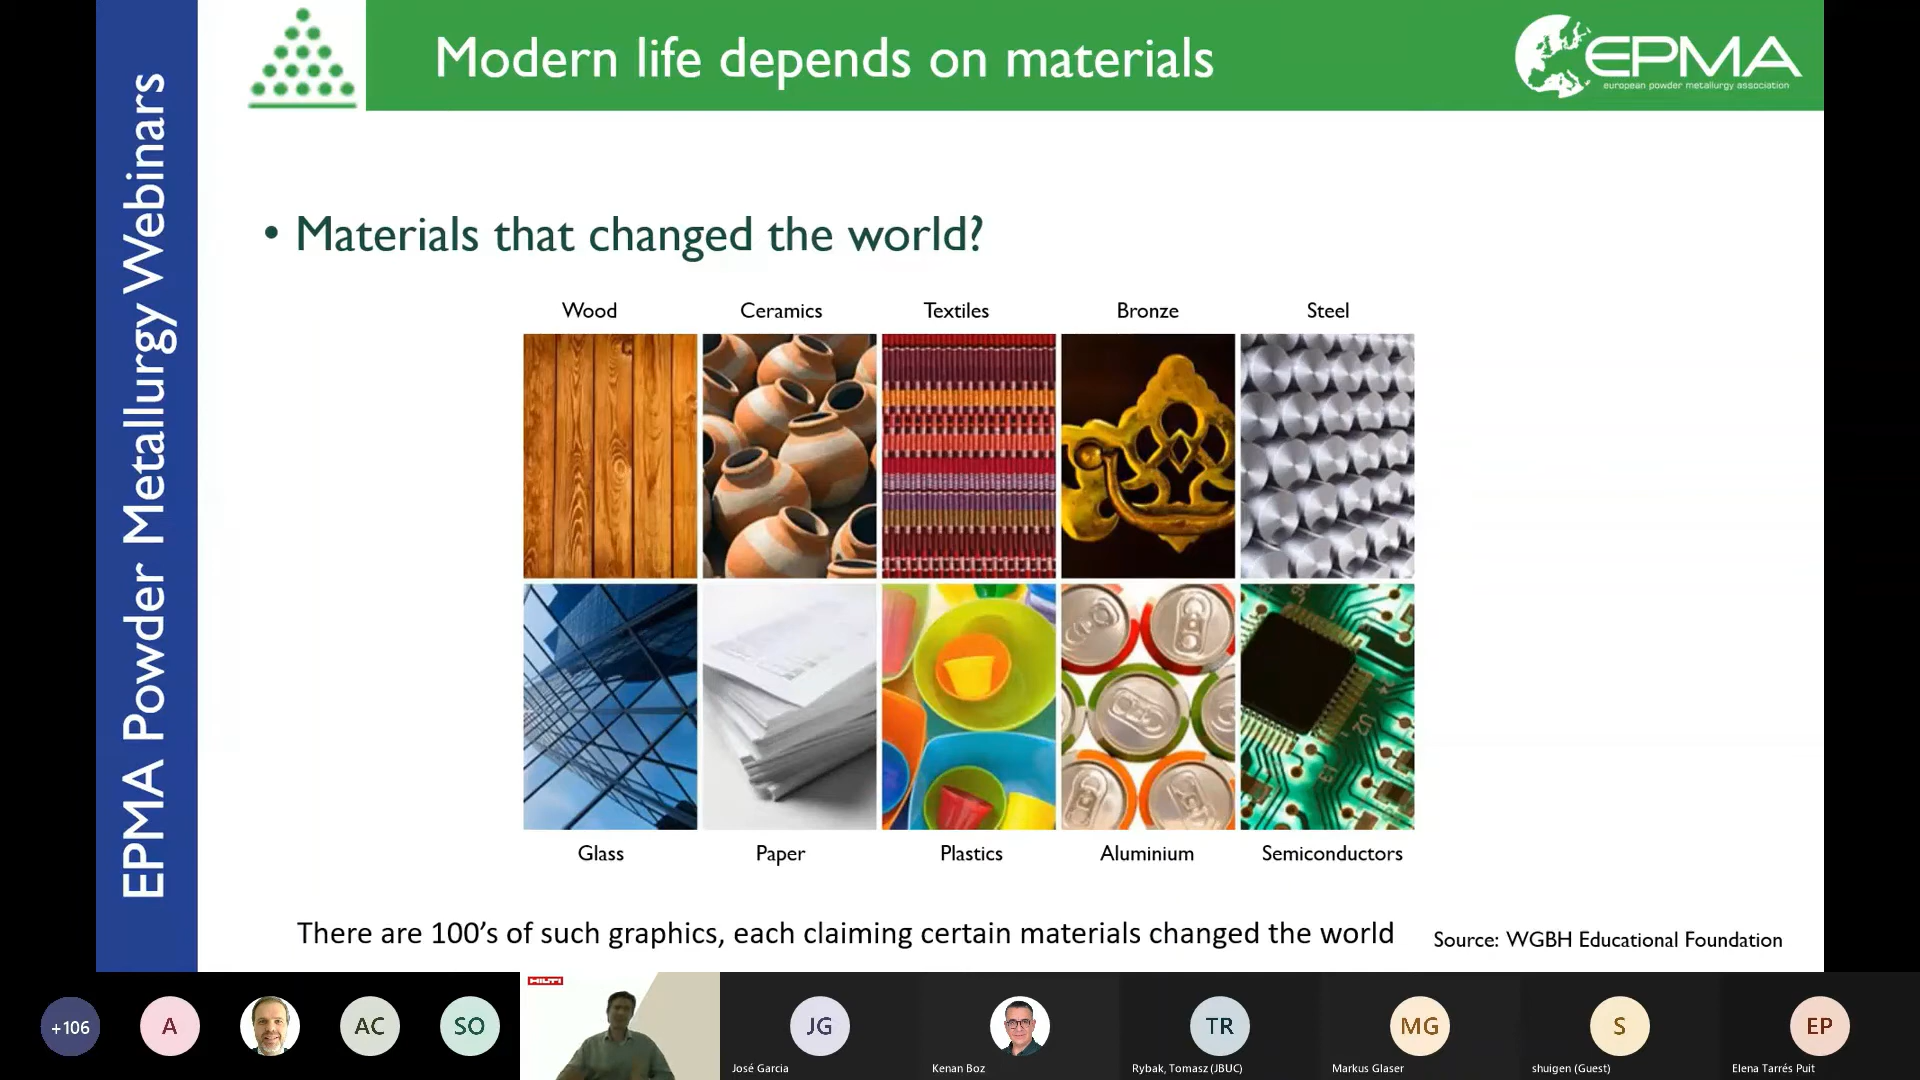 EPMA Powder Metallurgy Webinars
Modern life depends on materials
EPMA
european powder metallurgy association
• Materials that changed the world?
Wood Ceramics Textiles Bronze Steel
Glass Paper Plastics Aluminium Semiconductors
There are 100’s of such graphics, each claiming certain materials changed the world
Source: WGBH Educational Foundation
+106
A
AC
SO
HILTI
JG
José Garcia
Kenan Boz
TR
Rybak, Tomasz (JBUC)
MG
Markus Glaser
S
shuigen (Guest)
EP
Elena Tarrés Puit